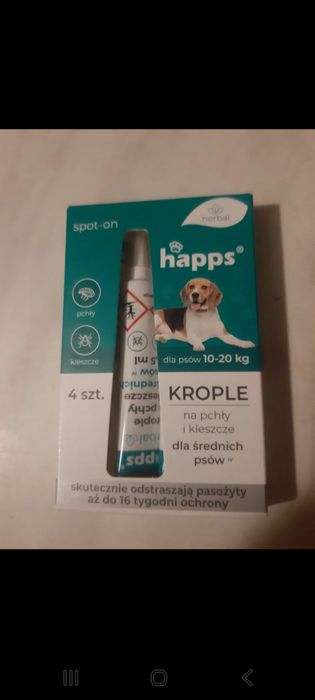 spot-on
herbal
happs®
pchły
kleszcze
dla psów 10-20 kg
4 szt.
KROPLE
na pchły
i kleszcze
dla średnich
psów
skutecznie odstraszają pasożyty
aż do 16 tygodni ochrony